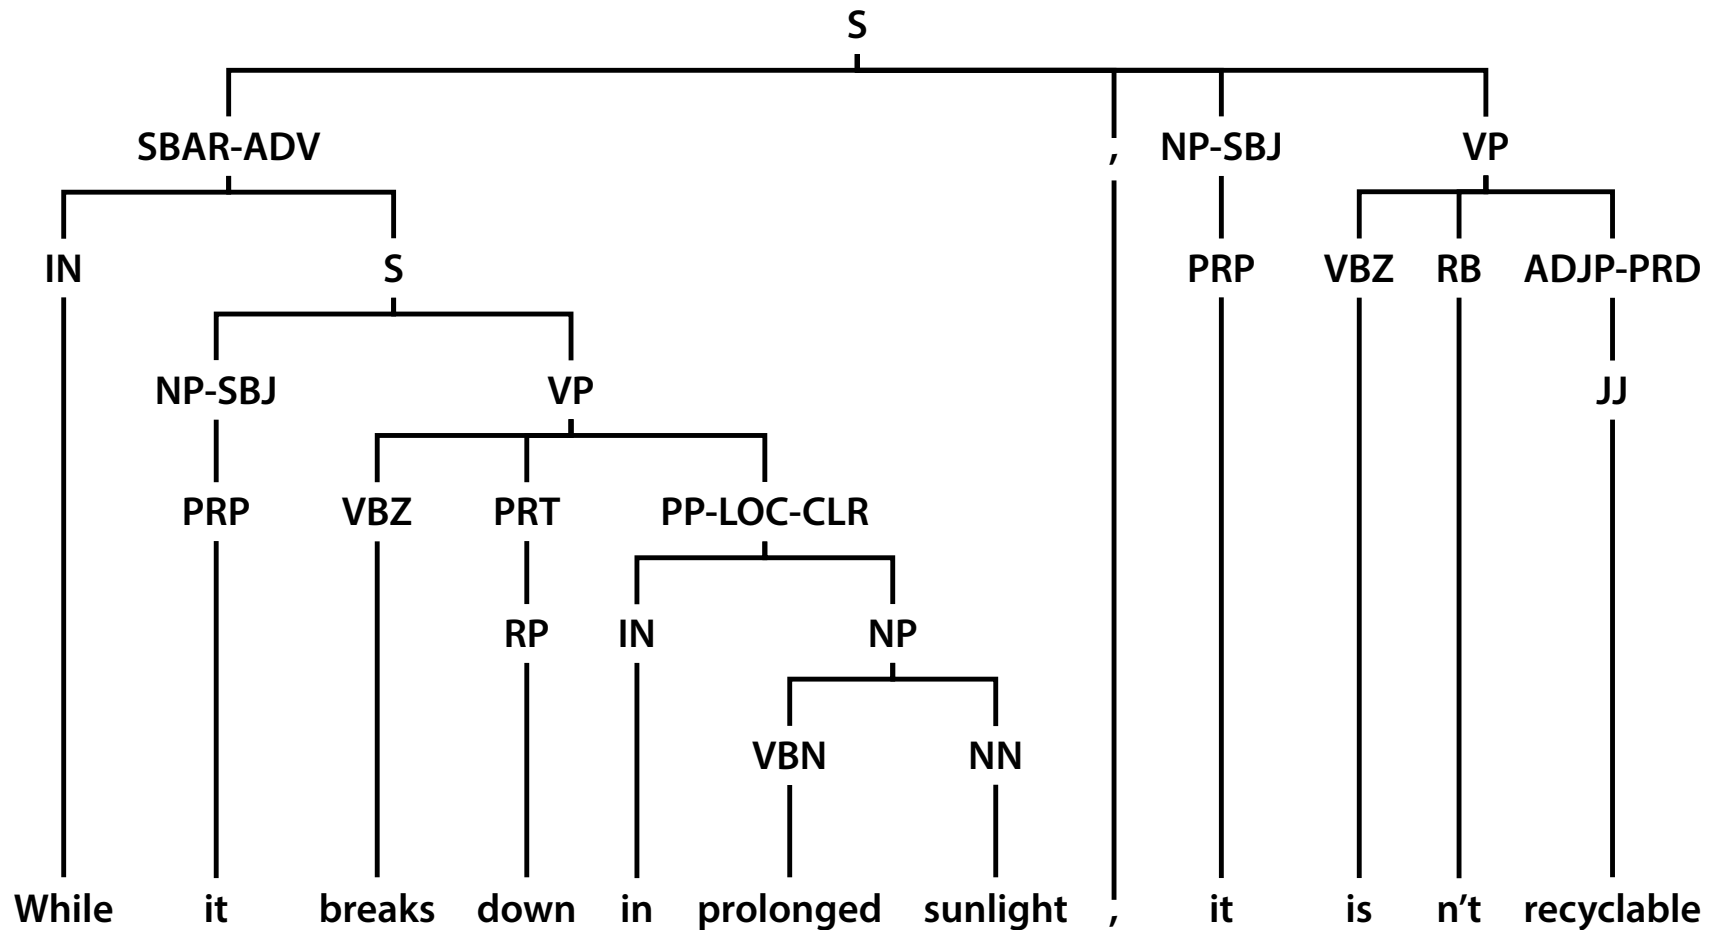 S
SBAR-ADV , NP-SBJ VP
IN S PRP VBZ RB ADJP-PRD
NP-SBJ VP JJ
PRP VBZ PRT PP-LOC-CLR
RP IN NP
VBN NN
While it breaks down in prolonged sunlight , it is n’t recyclable